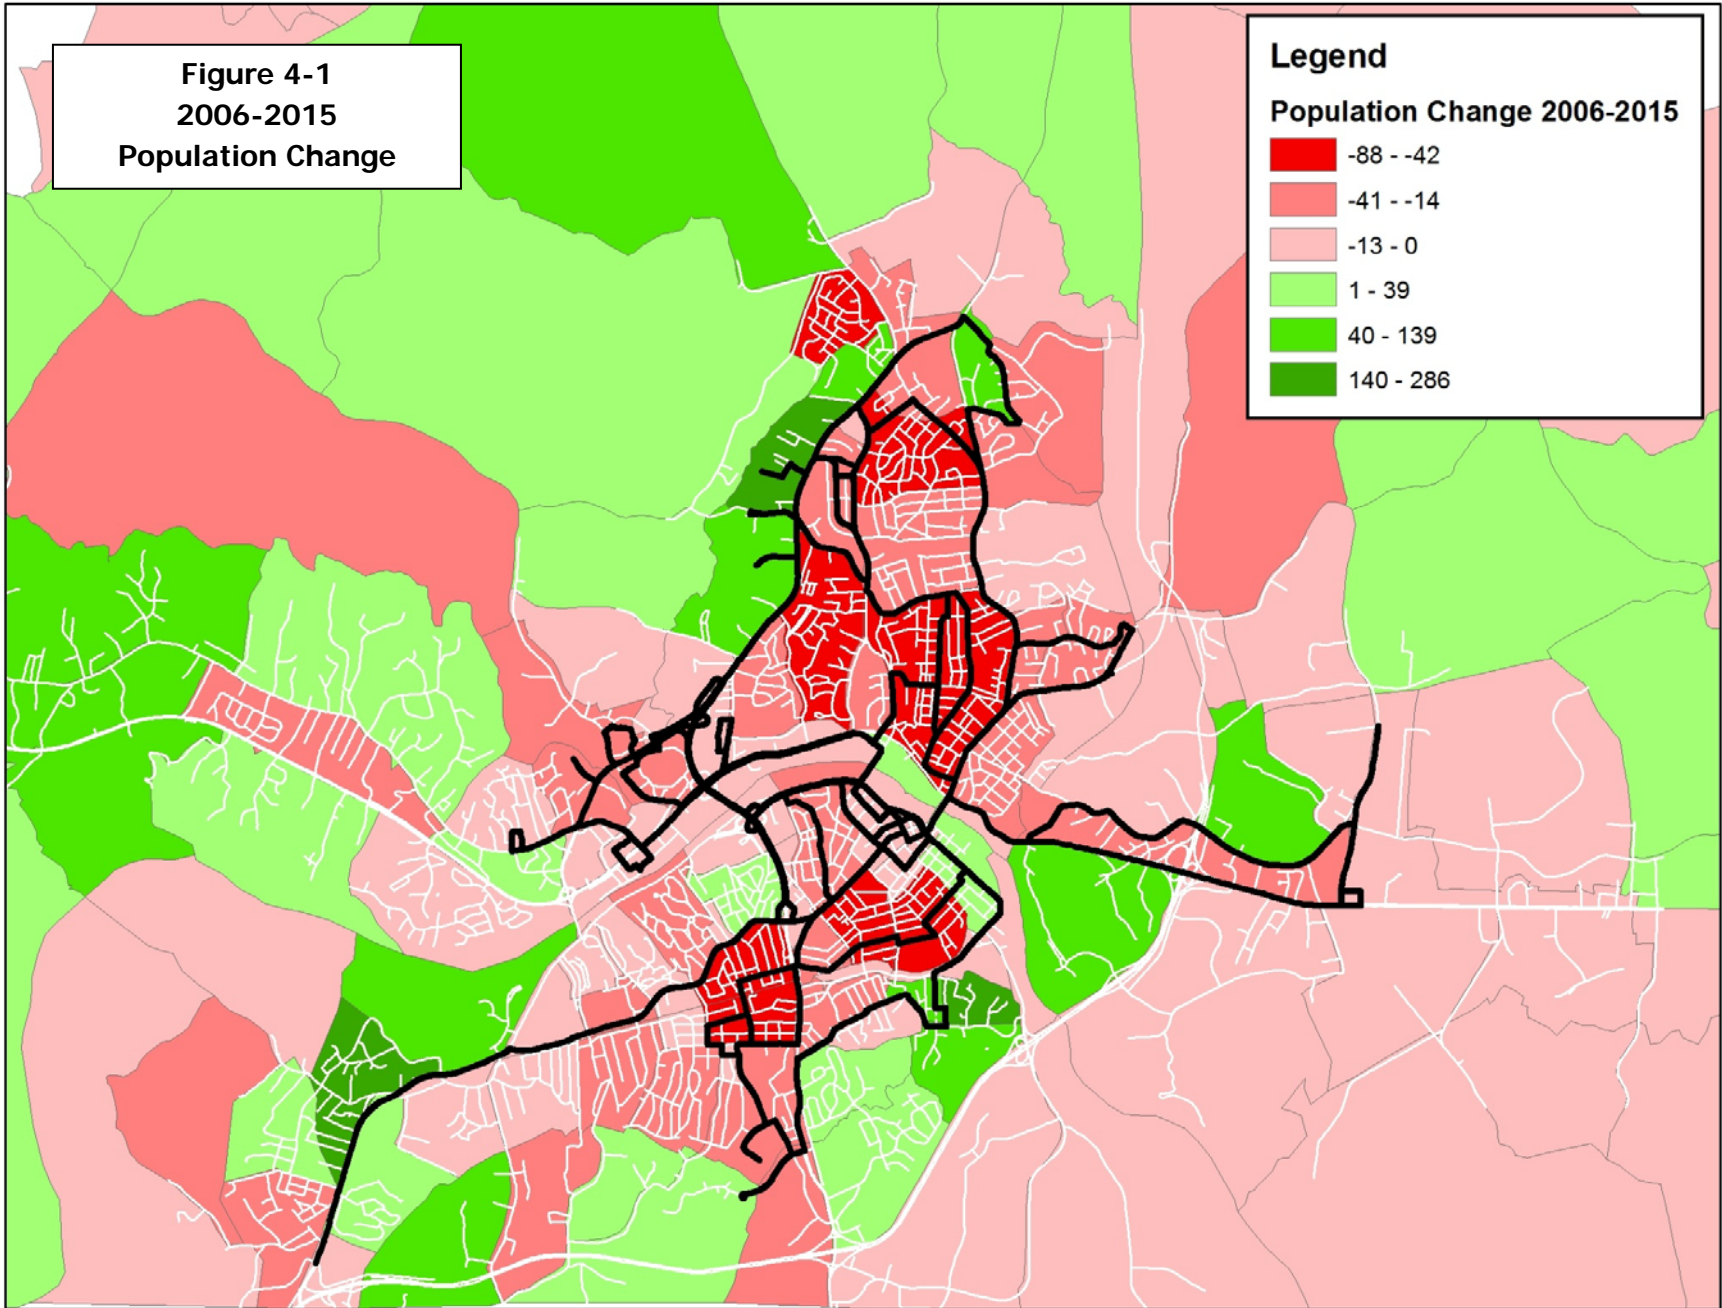 Figure 4-1
2006-2015
Population Change
Legend
Population Change 2006-2015
-88 - -42
-41 - -14
-13 - 0
1 - 39
40 - 139
140 - 286